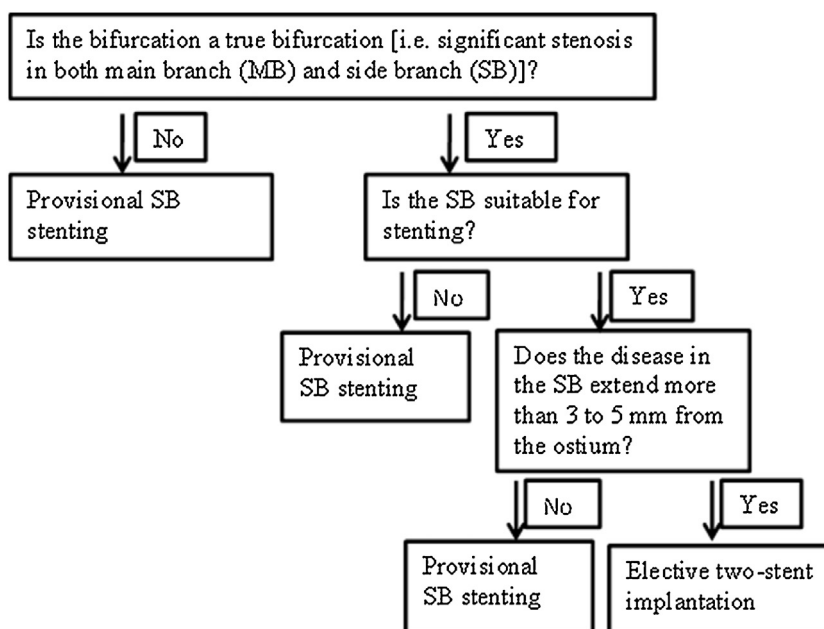 Is the bifurcation a true bifurcation [i.e. significant stenosis
in both main branch (MB) and side branch (SB)]?
No
Yes
Provisional SB
stenting
Is the SB suitable for
stenting?
No
Yes
Provisional
SB stenting
Does the disease in
the SB extend more
than 3 to 5 mm from
the ostium?
No
Yes
Provisional
SB stenting
Elective two-stent
implantation